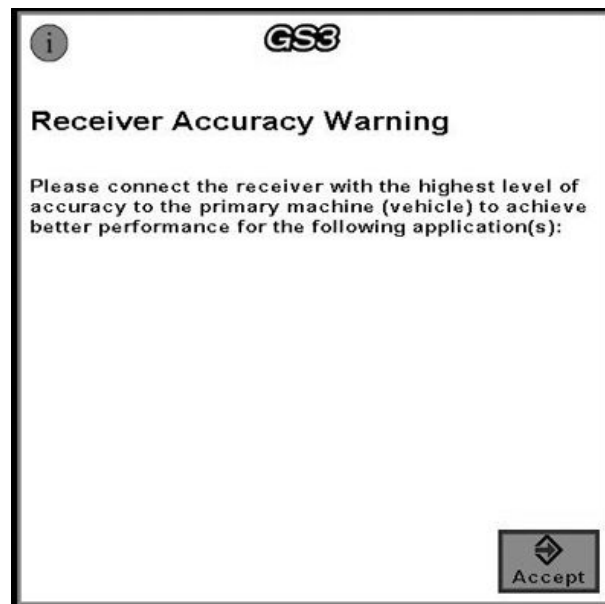 i
GS3
Receiver Accuracy Warning
Please connect the receiver with the highest level of
accuracy to the primary machine (vehicle) to achieve
better performance for the following application(s):
Accept